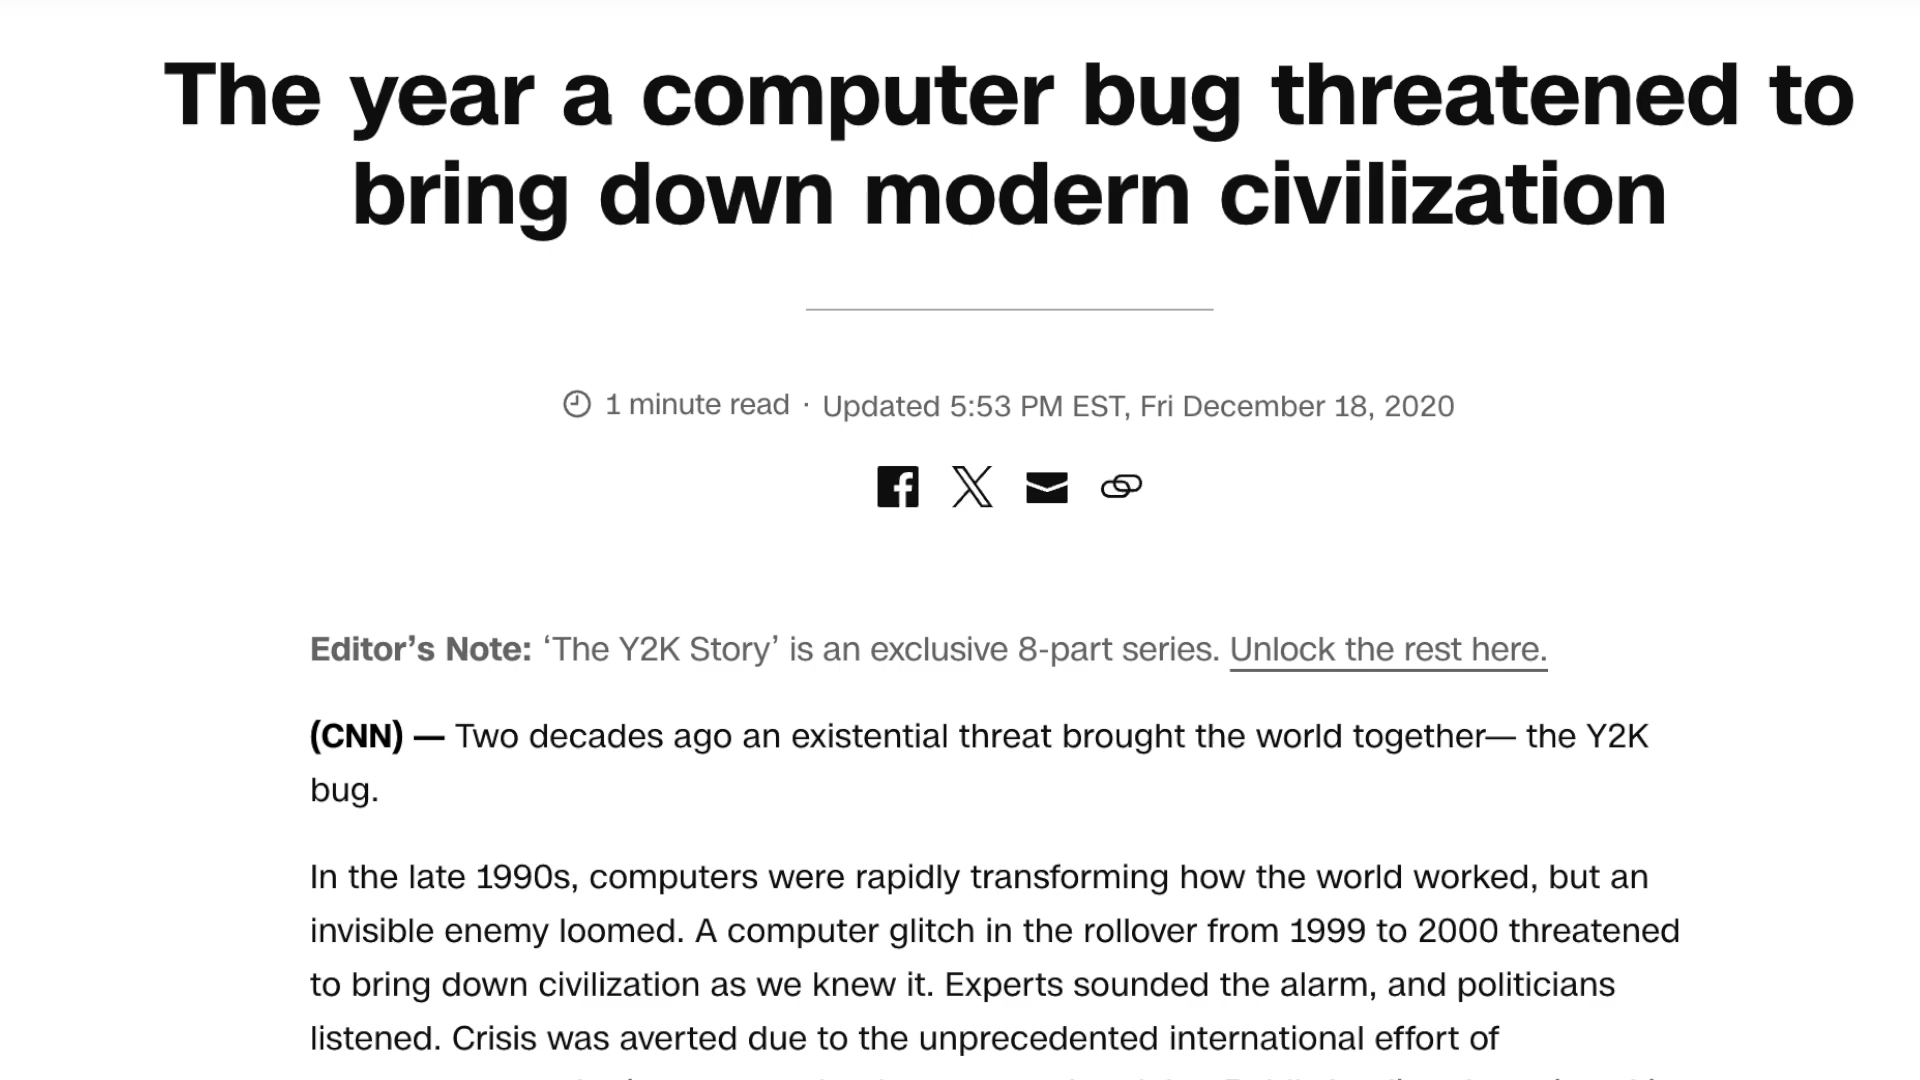 The year a computer bug threatened to
bring down modern civilization
1 minute read · Updated 5:53 PM EST, Fri December 18, 2020
Editor’s Note: ‘The Y2K Story’ is an exclusive 8-part series. Unlock the rest here.
(CNN) — Two decades ago an existential threat brought the world together— the Y2K
bug.
In the late 1990s, computers were rapidly transforming how the world worked, but an
invisible enemy loomed. A computer glitch in the rollover from 1999 to 2000 threatened
to bring down civilization as we knew it. Experts sounded the alarm, and politicians
listened. Crisis was averted due to the unprecedented international effort of